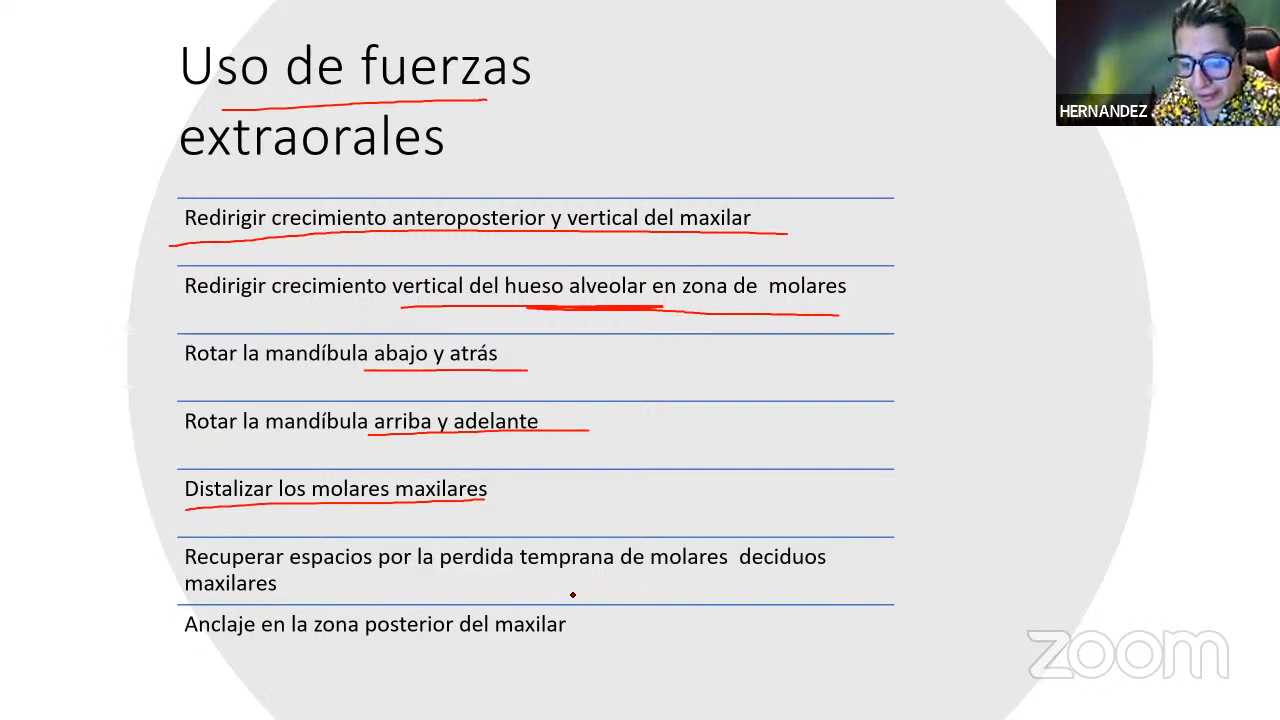 Uso de fuerzas
extraorales
HERNANDEZ
Redirigir crecimiento anteroposterior y vertical del maxilar
Redirigir crecimiento vertical del hueso alveolar en zona de molares
Rotar la mandíbula abajo y atrás
Rotar la mandíbula arriba y adelante
Distalizar los molares maxilares
Recuperar espacios por la perdida temprana de molares deciduos
maxilares
Anclaje en la zona posterior del maxilar
zoom